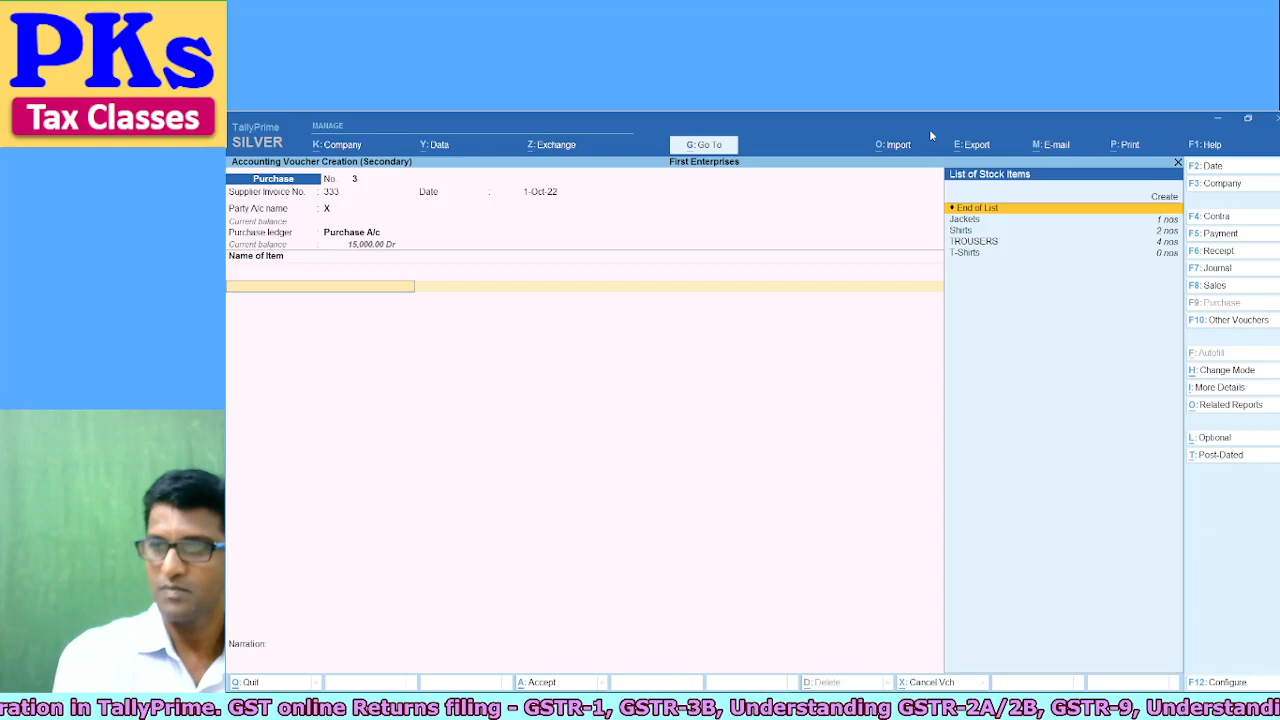 PKs
Tax Classes
TallyPrime
SILVER
MANAGE
K: Company
Y: Data
Z: Exchange
G: Go To
O: Import
E: Export
M: E-mail
P: Print
F1: Help
Accounting Voucher Creation (Secondary)
First Enterprises
Purchase No. 3
Supplier Invoice No. : 333 Date 1-Oct-22
Party A/c name : X
Current balance :
Purchase ledger : Purchase A/c
Current balance : 15,000.00 Dr
Name of Item
List of Stock Items
Create
♦ End of List
Jackets 1 nos
Shirts 2 nos
TROUSERS 4 nos
T-Shirts 0 nos
F2: Date
F3: Company
F4: Contra
F5: Payment
F6: Receipt
F7: Journal
F8: Sales
F9: Purchase
F10: Other Vouchers
F: Autofill
H: Change Mode
I: More Details
O: Related Reports
L: Optional
T: Post-Dated
Narration:
Q: Quit
A: Accept
D: Delete
X: Cancel Vch
F12: Configure
ration in TallyPrime. GST online Returns filing - GSTR-1, GSTR-3B, Understanding GSTR-2A/2B, GSTR-9, Understandi